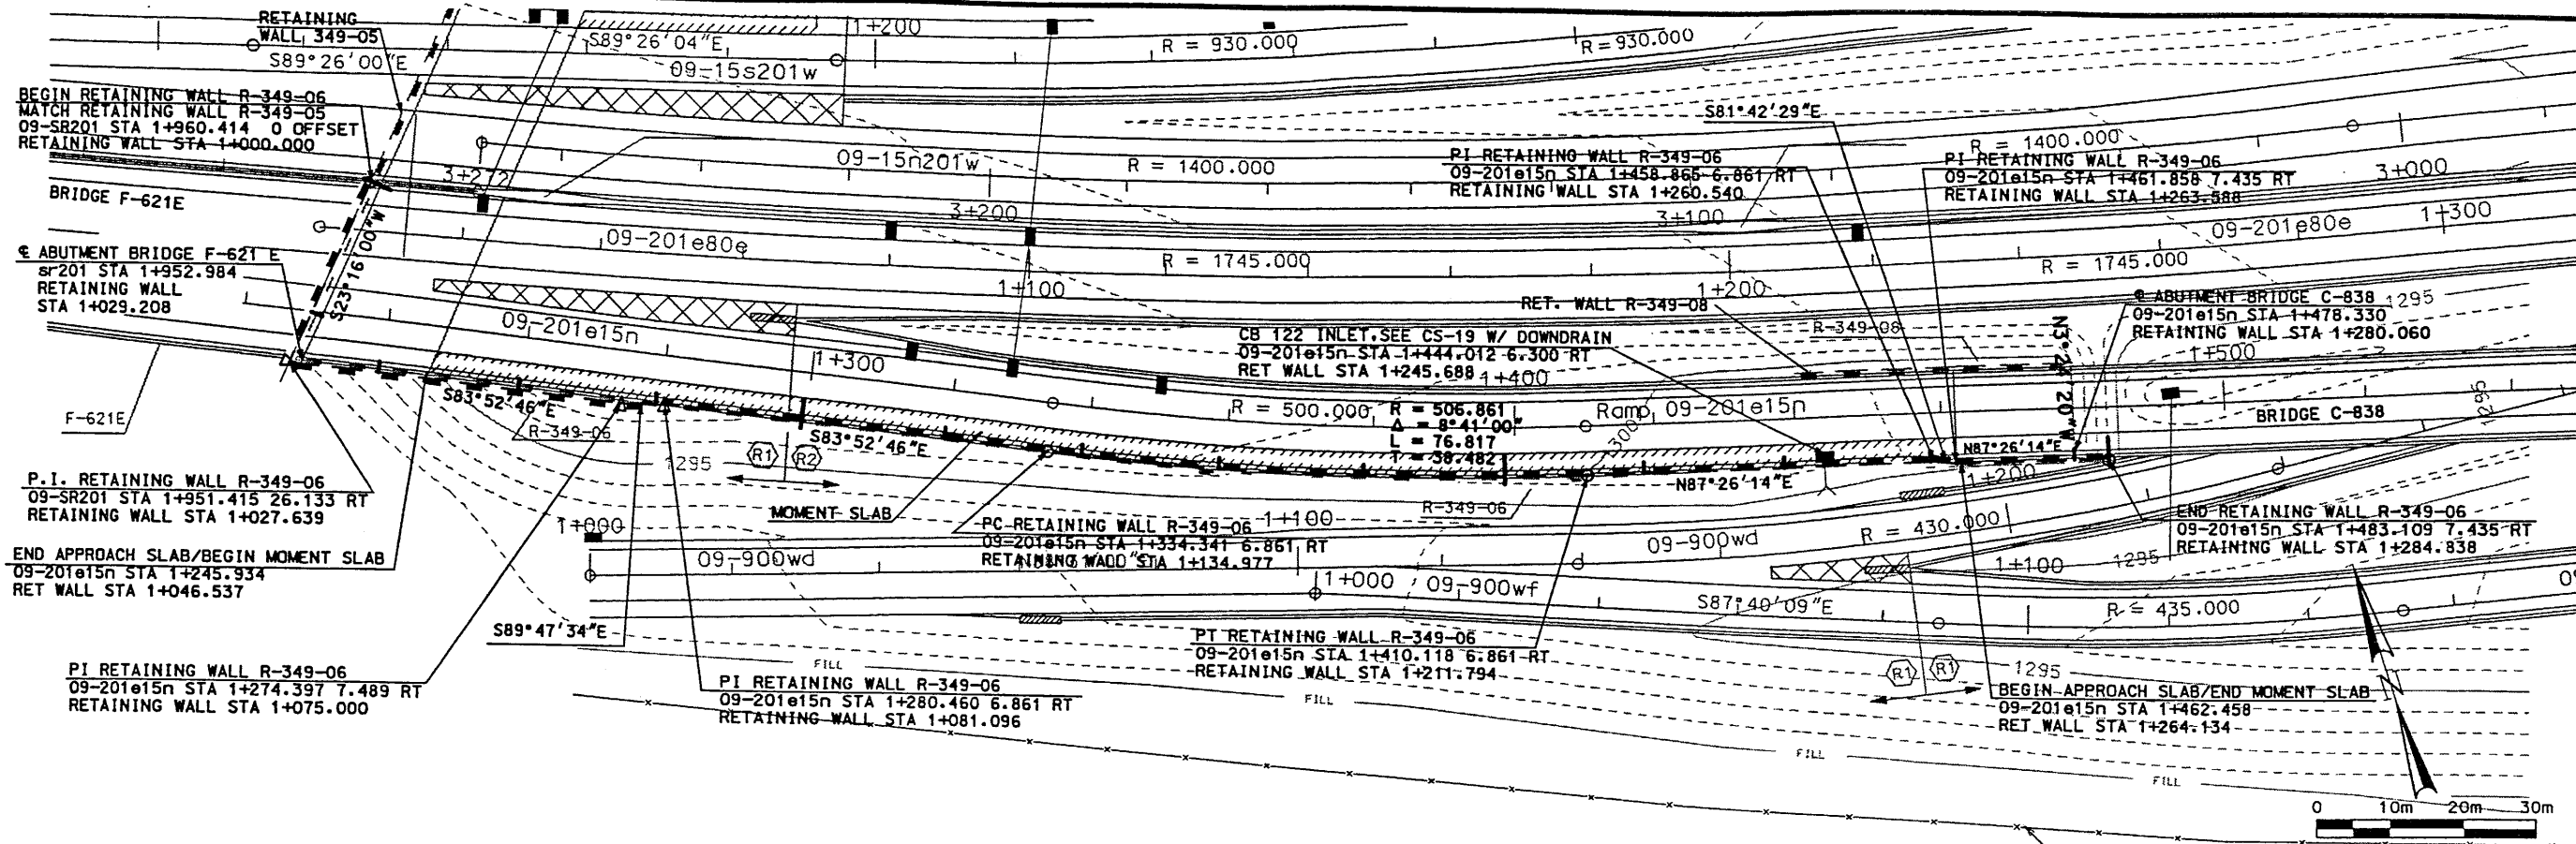 RETAINING
WALL 349-05
S89°26'04"E
1+200
R = 930.000
R = 930.000
S89°26'00"E
09-15s201w
BEGIN RETAINING WALL R-349-06
MATCH RETAINING WALL R-349-05
09-SR201 STA 1+960.414 0 OFFSET
RETAINING WALL STA 1+000.000
S81°42'29"E
09-15n201w
R = 1400.000
R = 1400.000
PI RETAINING WALL R-349-06
09-201e15n STA 1+458.865 6.861 RT
RETAINING WALL STA 1+260.540
PI RETAINING WALL R-349-06
09-201e15n STA 1+461.858 7.435 RT
RETAINING WALL STA 1+263.588
3+000
BRIDGE F-621E
3+272
3+200
3+100
1+300
09-201e80e
09-201e80e
S23°16'00"W
℄ ABUTMENT BRIDGE F-621 E
sr201 STA 1+952.984
RETAINING WALL
STA 1+029.208
R = 1745.000
R = 1745.000
1+100
1+200
RET. WALL R-349-08
℄ ABUTMENT BRIDGE C-838
09-201e15n STA 1+478.330
RETAINING WALL STA 1+280.060
1295
09-201e15n
R-349-08
N3°24'20"W
CB 122 INLET,SEE CS-19 W/ DOWNDRAIN
09-201e15n STA 1+444.012 6.300 RT
RET WALL STA 1+245.688
1+300
1+400
1+500
S83°52'46"E
R = 500.000
R = 506.861
Δ = 8°41'00"
L = 76.817
T = 38.482
Ramp 09-201e15n
BRIDGE C-838
1295
F-621E
R-349-06
S83°52'46"E
1295
R1
R2
1300
N87°26'14"E
N87°26'14"E
1+200
P.I. RETAINING WALL R-349-06
09-SR201 STA 1+951.415 26.133 RT
RETAINING WALL STA 1+027.639
MOMENT SLAB
R-349-06
1+000
1+100
PC RETAINING WALL R-349-06
09-201e15n STA 1+334.341 6.861 RT
STA 1+134.977
END RETAINING WALL R-349-06
09-201e15n STA 1+483.109 7.435 RT
RETAINING WALL STA 1+284.838
END APPROACH SLAB/BEGIN MOMENT SLAB
09-201e15n STA 1+245.934
RET WALL STA 1+046.537
09-900wd
09-900wd
R = 430.000
1+100
1295
1+000
09-900wf
S87°40'09"E
R = 435.000
S89°47'34"E
PT RETAINING WALL R-349-06
09-201e15n STA 1+410.118 6.861 RT
RETAINING WALL STA 1+211.794
PI RETAINING WALL R-349-06
09-201e15n STA 1+274.397 7.489 RT
RETAINING WALL STA 1+075.000
FILL
PI RETAINING WALL R-349-06
09-201e15n STA 1+280.460 6.861 RT
RETAINING WALL STA 1+081.096
R1
R1
1295
BEGIN APPROACH SLAB/END MOMENT SLAB
09-201e15n STA 1+462.458
RET WALL STA 1+264.134
FILL
FILL
FILL
N
0 10m 20m 30m